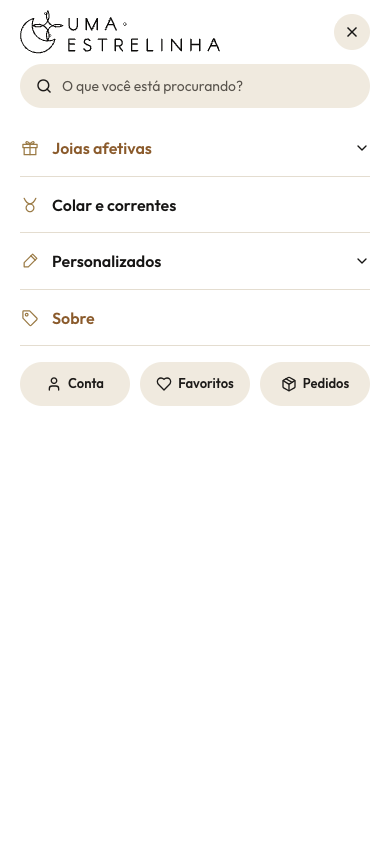 UMA
ESTRELINHA
O que você está procurando?
Joias afetivas
Colar e correntes
Personalizados
Sobre
Conta
Favoritos
Pedidos